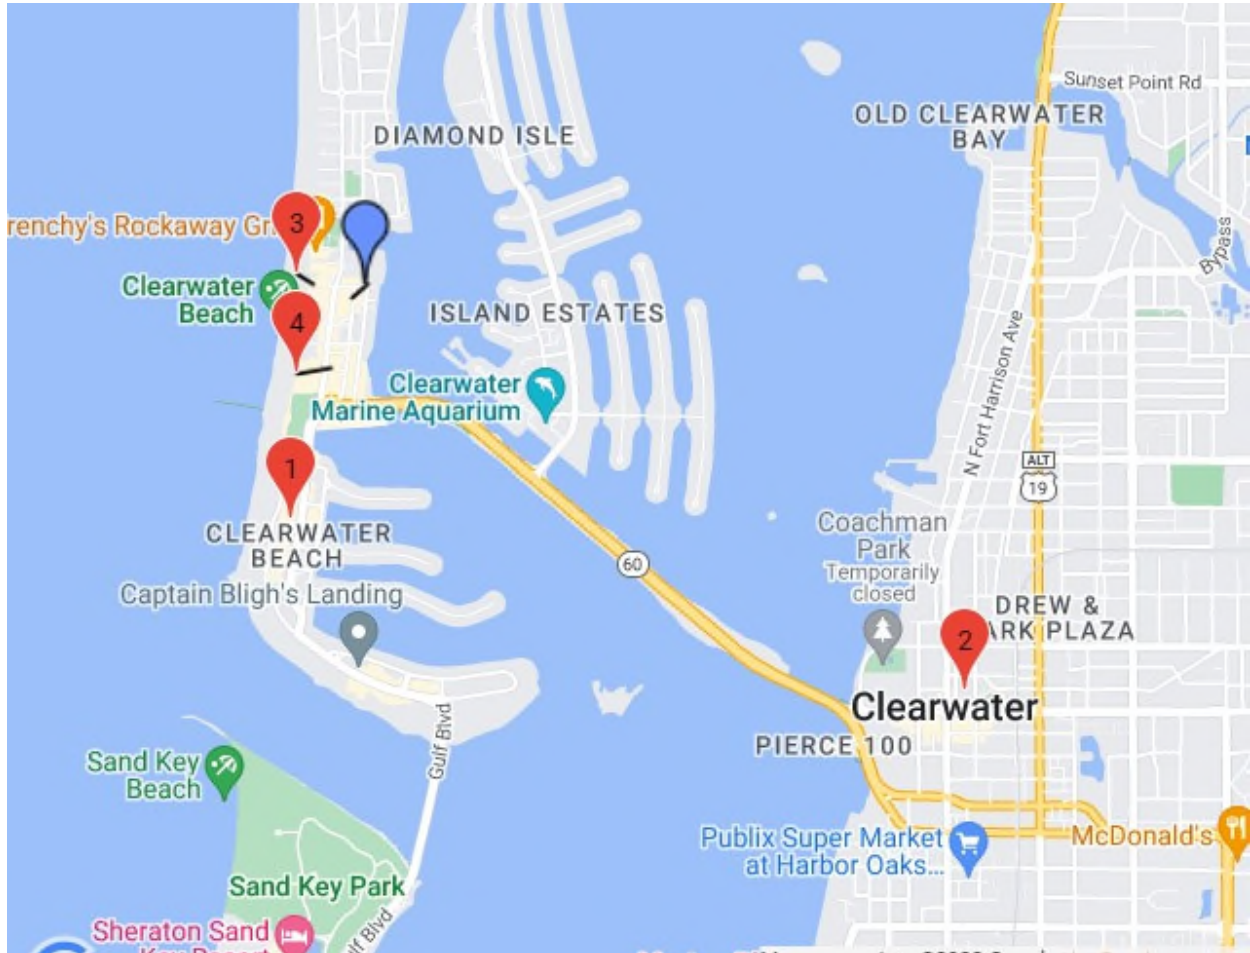 Sunset Point Rd
OLD CLEARWATER
BAY
DIAMOND ISLE
3
renchy's Rockaway Gr
Bypass
Clearwater
Beach
ISLAND ESTATES
4
N Fort Harrison Ave
Clearwater
Marine Aquarium
1
ALT
19
CLEARWATER
BEACH
Coachman
Park
Temporarily
closed
60
Captain Bligh's Landing
DREW &
ARK PLAZA
2
Clearwater
Gulf Blvd
PIERCE 100
Sand Key
Beach
Publix Super Market
at Harbor Oaks...
McDonald's
Sand Key Park
Sheraton Sand
ulf Blvd